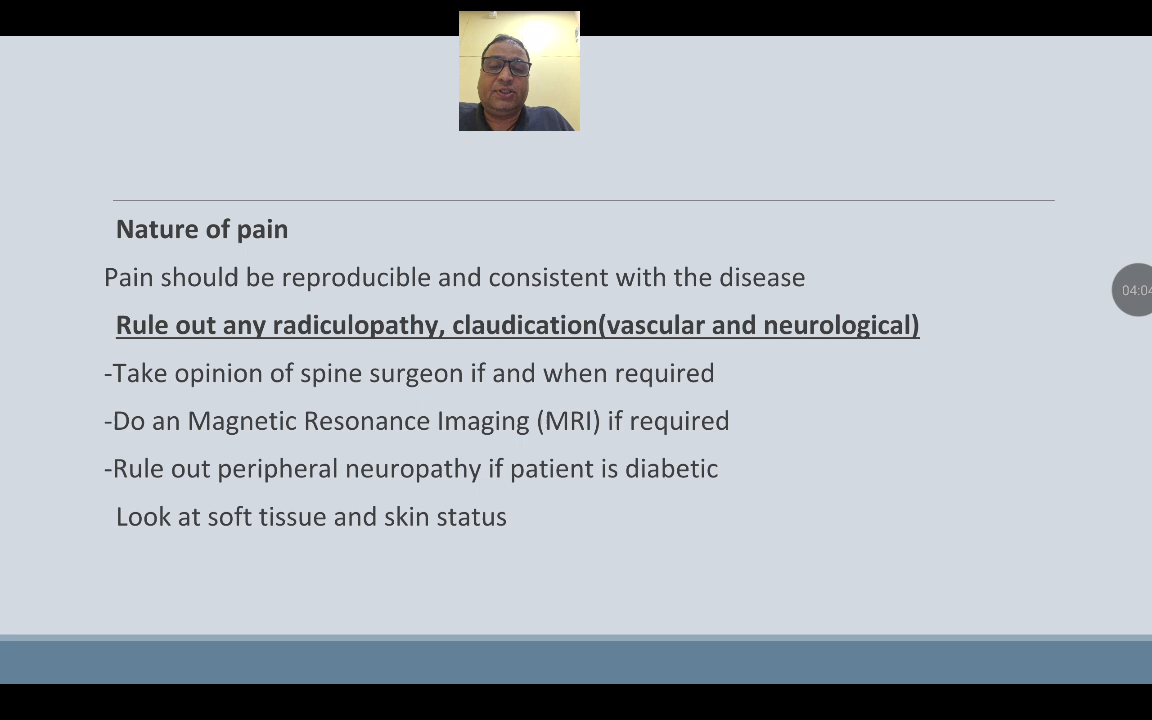 Nature of pain
Pain should be reproducible and consistent with the disease
Rule out any radiculopathy, claudication(vascular and neurological)
-Take opinion of spine surgeon if and when required
-Do an Magnetic Resonance Imaging (MRI) if required
-Rule out peripheral neuropathy if patient is diabetic
Look at soft tissue and skin status